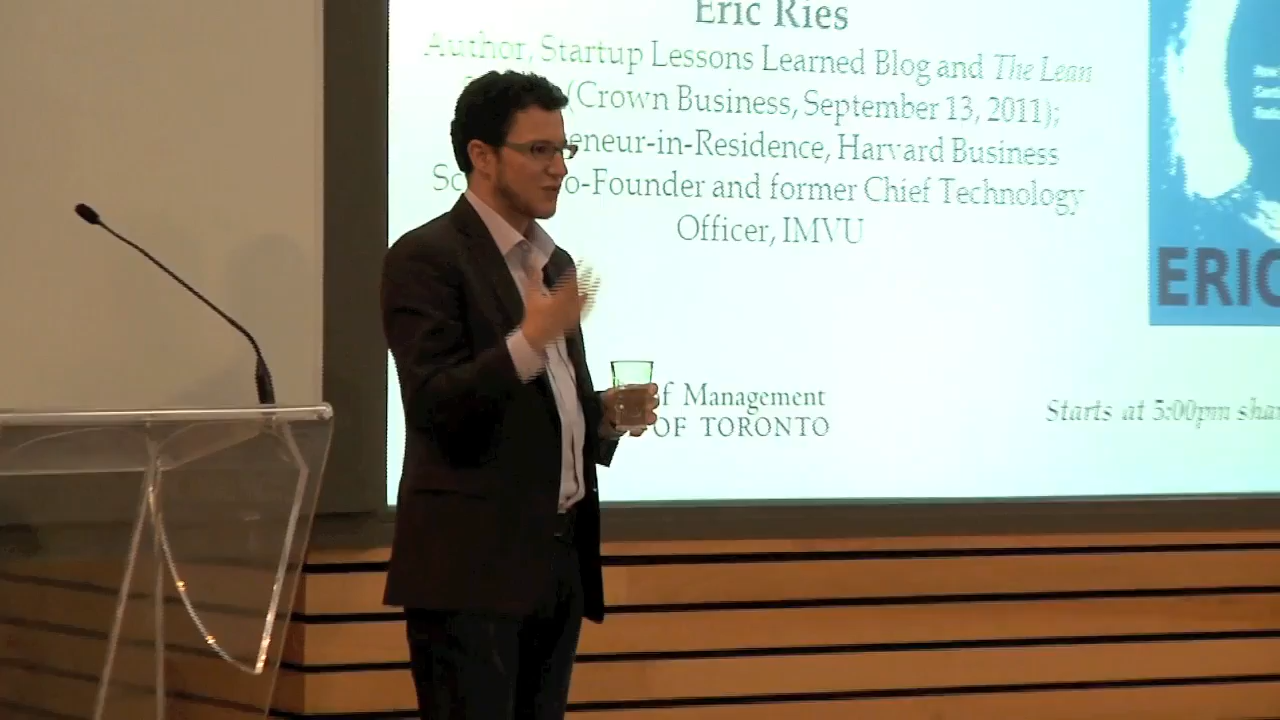 Eric Ries
Author, Startup Lessons Learned Blog and The Lean
(Crown Business, September 13, 2011);
eneur-in-Residence, Harvard Business
Sc o-Founder and former Chief Technology
Officer, IMVU
ERIC
f Management
OF TORONTO
Starts at 5:00pm sha